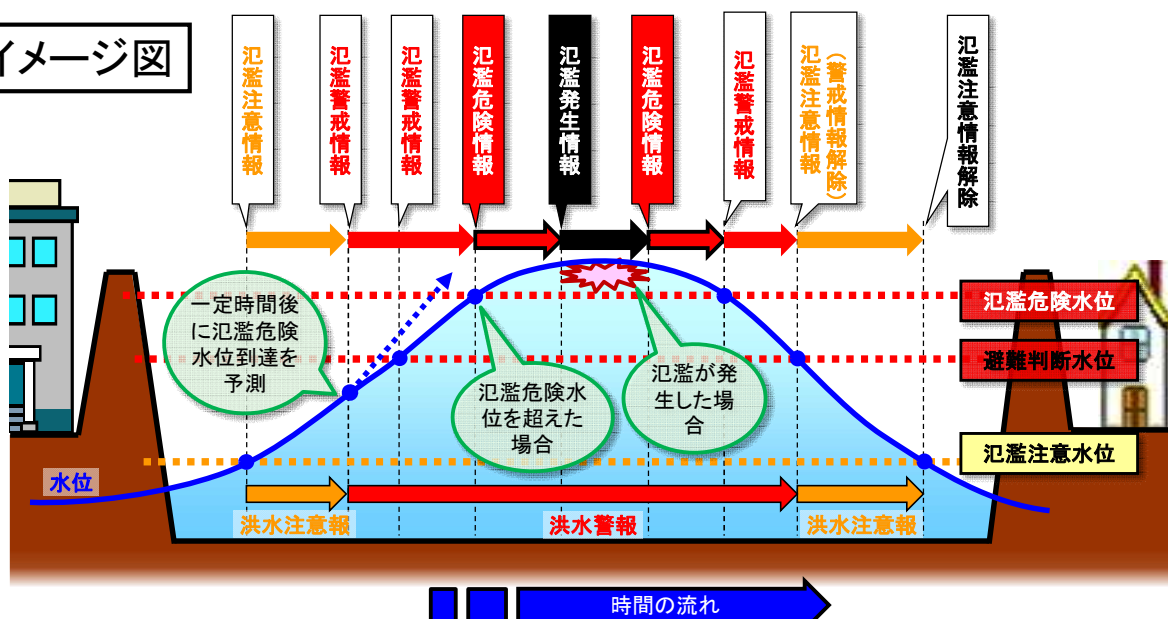 イメージ図
氾濫注意情報
氾濫警戒情報
氾濫警戒情報
氾濫危険情報
氾濫発生情報
氾濫危険情報
氾濫警戒情報
(警戒情報解除)
氾濫注意情報
氾濫注意情報解除
一定時間後
に氾濫危険
水位到達を
予測
氾濫危険水
位を超えた
場合
氾濫が発
生した場
合
氾濫危険水位
避難判断水位
氾濫注意水位
水位
洪水注意報
洪水警報
洪水注意報
時間の流れ